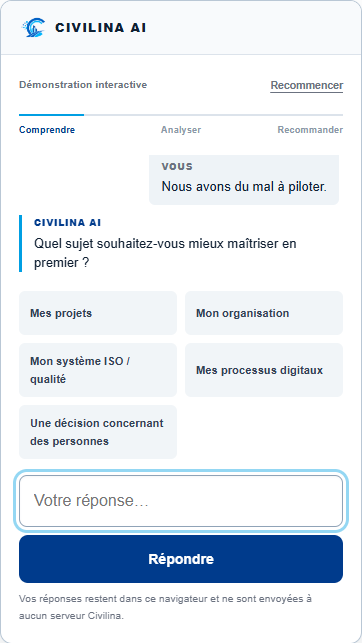 CIVILINA AI
Démonstration interactive
Recommencer
Comprendre
Analyser
Recommander
VOUS
Nous avons du mal à piloter.
CIVILINA AI
Quel sujet souhaitez-vous mieux maîtriser en
premier ?
Mes projets
Mon organisation
Mon système ISO /
qualité
Mes processus digitaux
Une décision concernant
des personnes
Votre réponse…
Répondre
Vos réponses restent dans ce navigateur et ne sont envoyées à
aucun serveur Civilina.